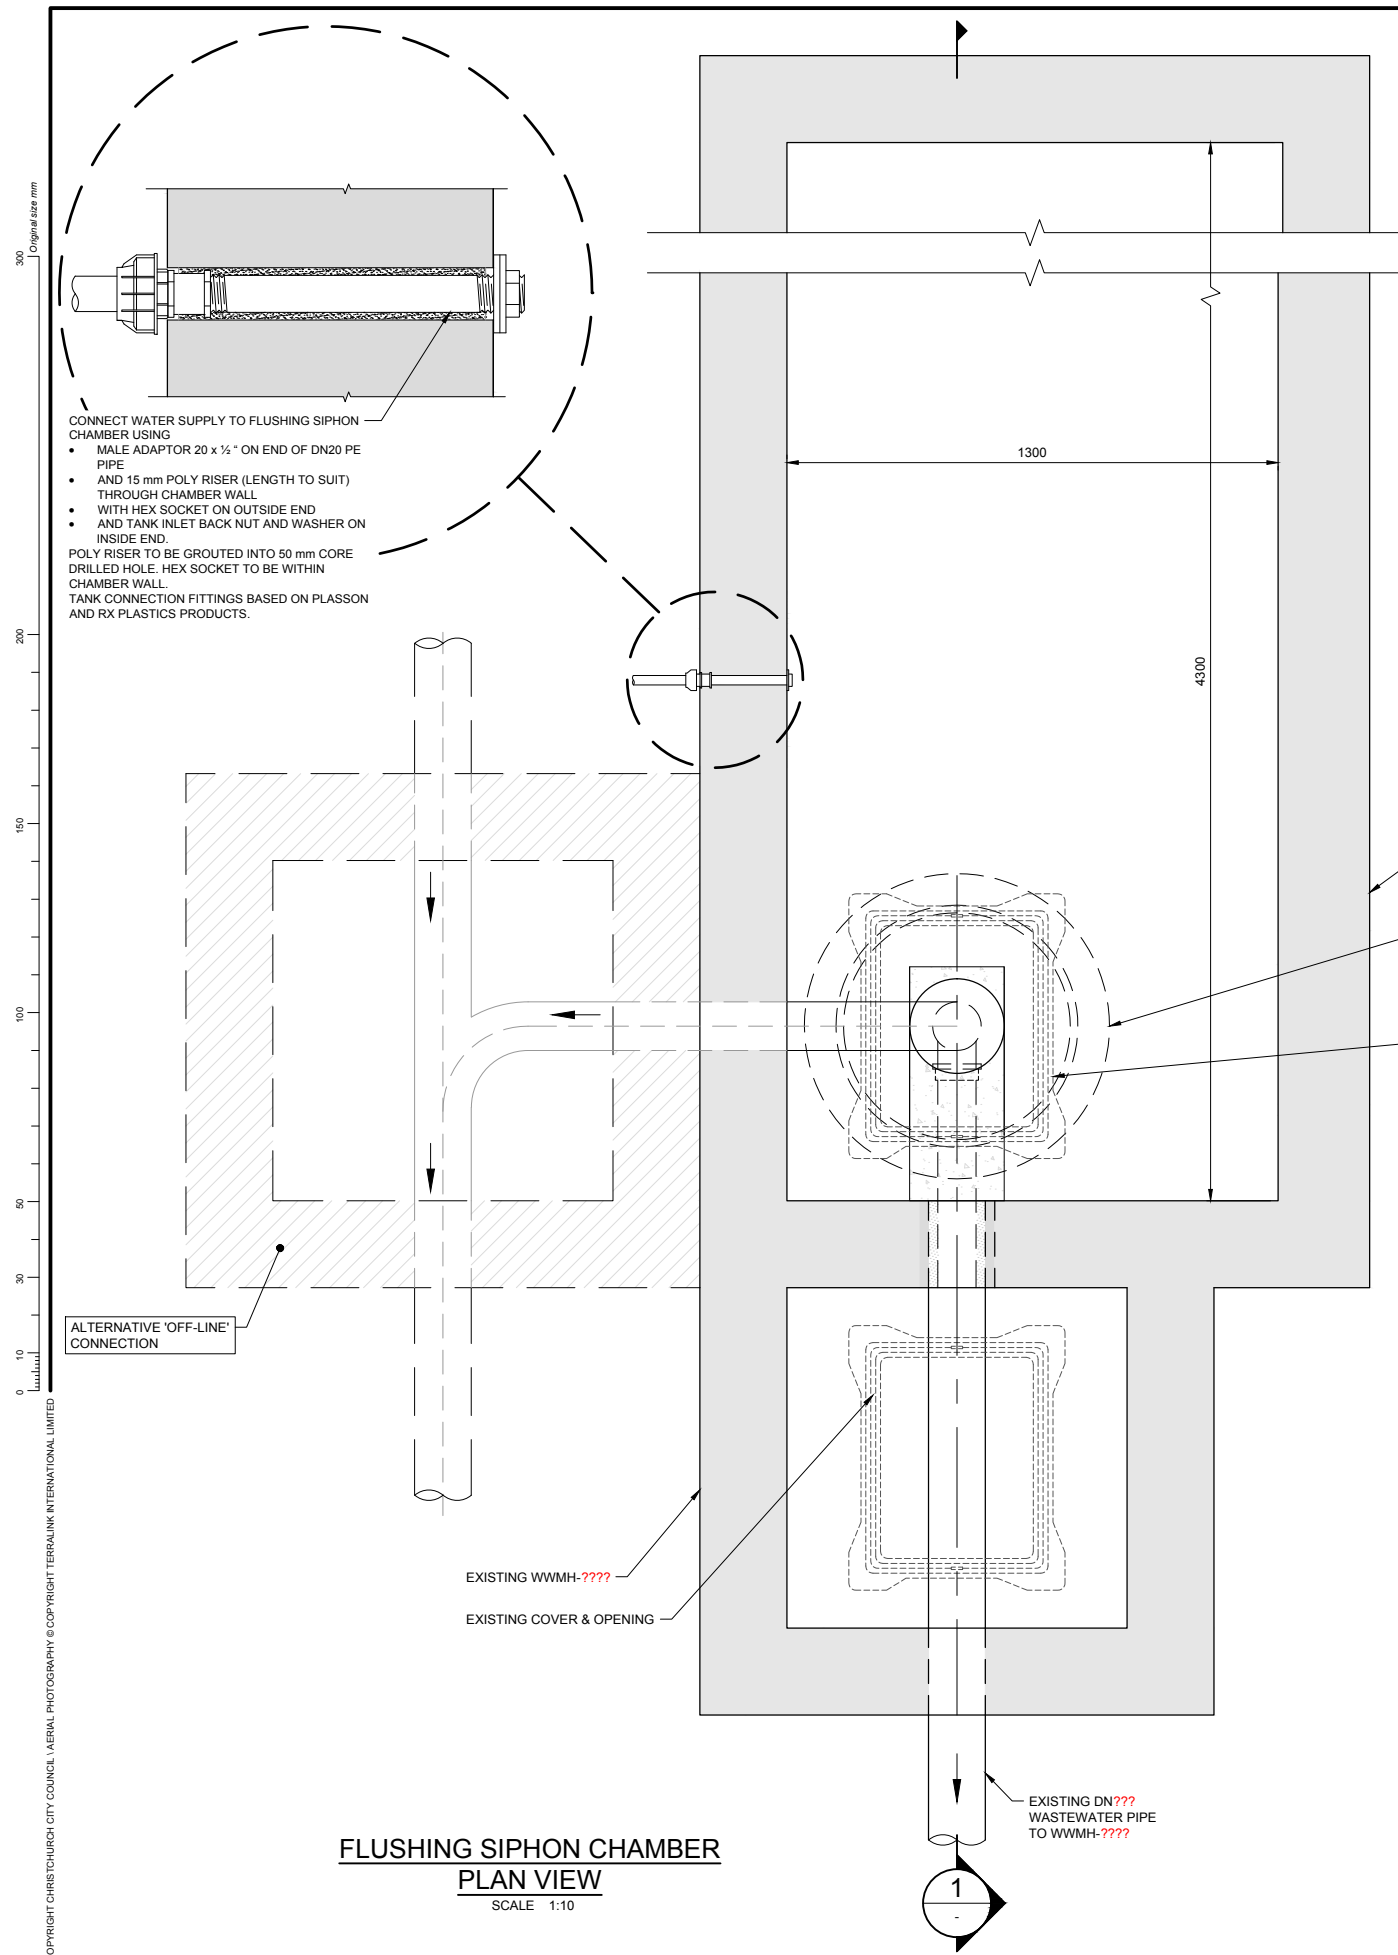 Original size mm
300
200
150
100
50
30
10
0
CONNECT WATER SUPPLY TO FLUSHING SIPHON
CHAMBER USING
• MALE ADAPTOR 20 x ½ “ ON END OF DN20 PE
PIPE
• AND 15 mm POLY RISER (LENGTH TO SUIT)
THROUGH CHAMBER WALL
• WITH HEX SOCKET ON OUTSIDE END
• AND TANK INLET BACK NUT AND WASHER ON
INSIDE END.
POLY RISER TO BE GROUTED INTO 50 mm CORE
DRILLED HOLE. HEX SOCKET TO BE WITHIN
CHAMBER WALL.
TANK CONNECTION FITTINGS BASED ON PLASSON
AND RX PLASTICS PRODUCTS.
1300
4300
ALTERNATIVE 'OFF-LINE'
CONNECTION
EXISTING WWMH-????
EXISTING COVER & OPENING
EXISTING DN???
WASTEWATER PIPE
TO WWMH-????
FLUSHING SIPHON CHAMBER
PLAN VIEW
SCALE 1:10
1
-
OPYRIGHT CHRISTCHURCH CITY COUNCIL \ AERIAL PHOTOGRAPHY © COPYRIGHT TERRALINK INTERNATIONAL LIMITED